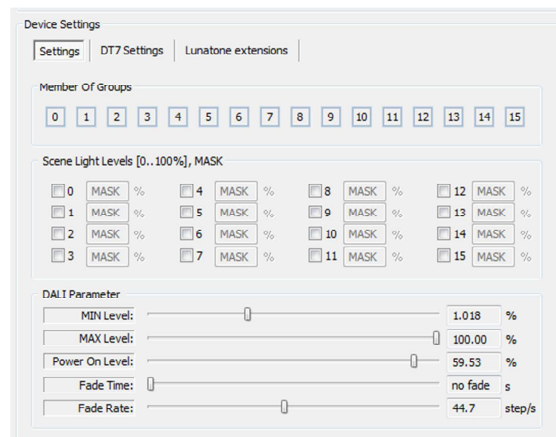 Device Settings
Settings DT7 Settings Lunatone extensions
Member Of Groups
0 1 2 3 4 5 6 7 8 9 10 11 12 13 14 15
Scene Light Levels [0..100%], MASK
0 MASK % 4 MASK % 8 MASK % 12 MASK %
1 MASK % 5 MASK % 9 MASK % 13 MASK %
2 MASK % 6 MASK % 10 MASK % 14 MASK %
3 MASK % 7 MASK % 11 MASK % 15 MASK %
DALI Parameter
MIN Level: 1.018 %
MAX Level: 100.00 %
Power On Level: 59.53 %
Fade Time: no fade s
Fade Rate: 44.7 step/s